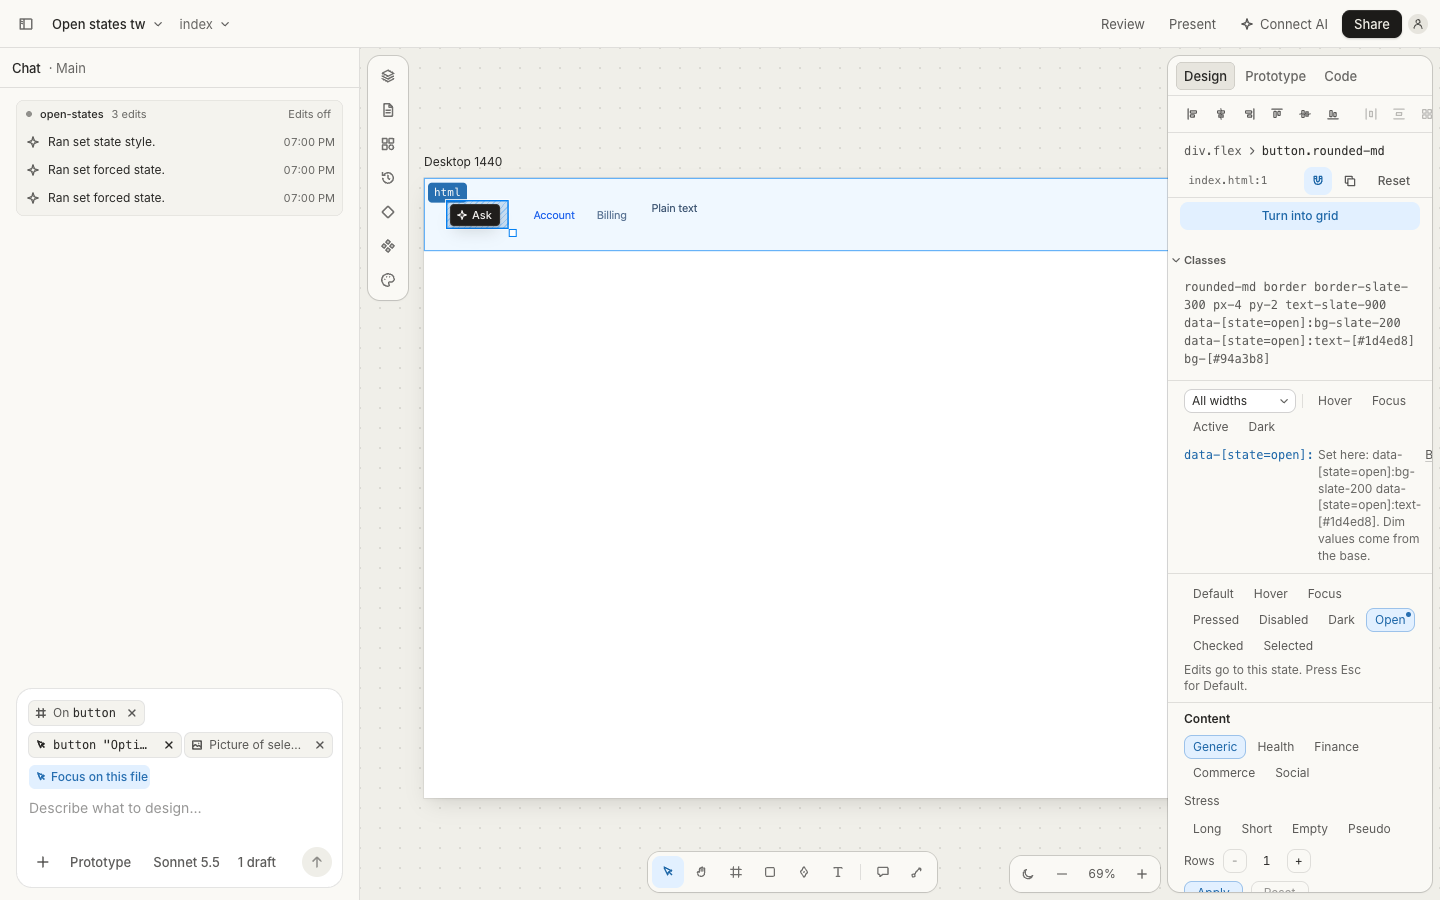 Open states tw
index
Review
Present
Connect AI
Share
Chat · Main
open-states 3 edits Edits off
Ran set state style. 07:00 PM
Ran set forced state. 07:00 PM
Ran set forced state. 07:00 PM
On button
button "Opti…
Picture of sele…
Focus on this file
Describe what to design…
Prototype Sonnet 5.5 1 draft
Desktop 1440
html
Ask
Account
Billing
Plain text
69%
Design Prototype Code
div.flex > button.rounded-md
index.html:1
Reset
Turn into grid
Classes
rounded-md border border-slate-
300 px-4 py-2 text-slate-900
data-[state=open]:bg-slate-200
data-[state=open]:text-[#1d4ed8]
bg-[#94a3b8]
All widths
Hover Focus
Active Dark
data-[state=open]:
Set here: data-
[state=open]:bg-
slate-200 data-
[state=open]:text-
[#1d4ed8]. Dim
values come from
the base.
Default Hover Focus
Pressed Disabled Dark Open
Checked Selected
Edits go to this state. Press Esc
for Default.
Content
Generic Health Finance
Commerce Social
Stress
Long Short Empty Pseudo
Rows - 1 +
Apply Reset